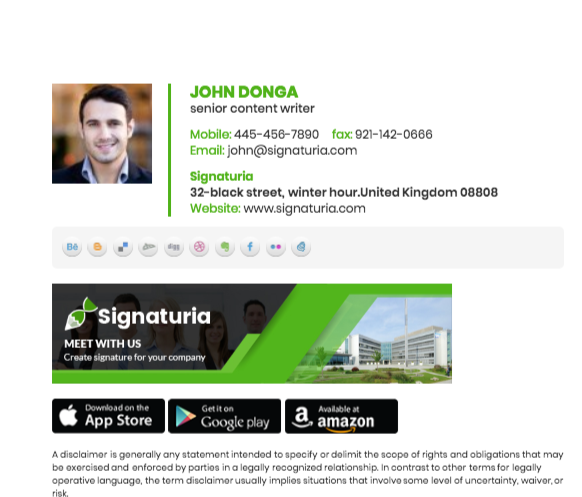 JOHN DONGA
senior content writer
Mobile: 445-456-7890 fax: 921-142-0666
Email: john@signaturia.com
Signaturia
32-black street, winter hour.United Kingdom 08808
Website: www.signaturia.com
Bē
digg
f
Signaturia
MEET WITH US
Create signature for your company
Download on the
App Store
Get it on
Google play
a
Available at
amazon
A disclaimer is generally any statement intended to specify or delimit the scope of rights and obligations that may
be exercised and enforced by parties in a legally recognized relationship. In contrast to other terms for legally
operative language, the term disclaimer usually implies situations that involve some level of uncertainty, waiver, or
risk.